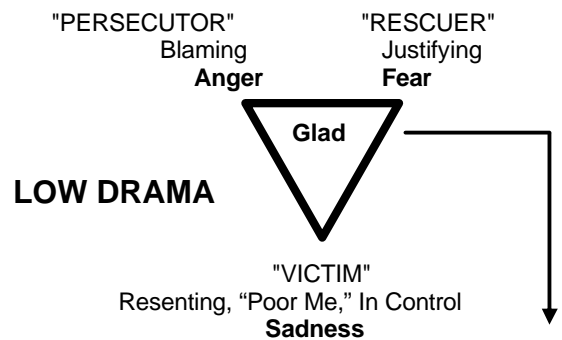 "PERSECUTOR" "RESCUER"
Blaming Justifying
Anger Fear
Glad
LOW DRAMA
"VICTIM"
Resenting, “Poor Me,” In Control
Sadness